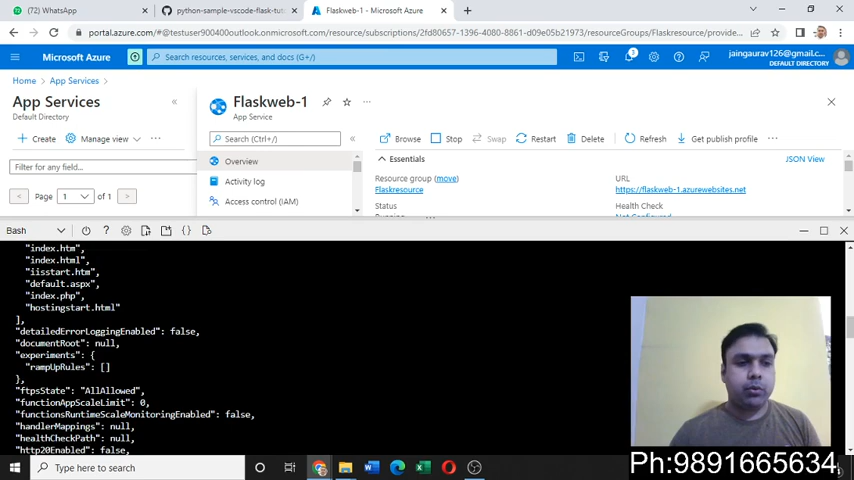 (72) WhatsApp
python-sample-vscode-flask-tut
Flaskweb-1 - Microsoft Azure
portal.azure.com/#@testuser900400outlook.onmicrosoft.com/resource/subscriptions/2fd80657-1396-4080-8861-d09e05b21973/resourceGroups/Flaskresource/provide...
Microsoft Azure
Search resources, services, and docs (G+/)
3
jaingaurav126@gmail.c...
DEFAULT DIRECTORY
Home > App Services >
App Services
Default Directory
Create
Manage view
Filter for any field...
Page 1 of 1
Flaskweb-1
App Service
Search (Ctrl+/)
Overview
Activity log
Access control (IAM)
Browse
Stop
Swap
Restart
Delete
Refresh
Get publish profile
Essentials
JSON View
Resource group (move)
Flaskresource
Status
Running
URL
https://flaskweb-1.azurewebsites.net
Health Check
Not Configured
Bash
"index.htm",
"index.html",
"iisstart.htm",
"default.aspx",
"index.php",
"hostingstart.html"
],
"detailedErrorLoggingEnabled": false,
"documentRoot": null,
"experiments": {
"rampUpRules": []
},
"ftpsState": "AllAllowed",
"functionAppScaleLimit": 0,
"functionsRuntimeScaleMonitoringEnabled": false,
"handlerMappings": null,
"healthCheckPath": null,
"http20Enabled": false,
Type here to search
Ph:9891665634,